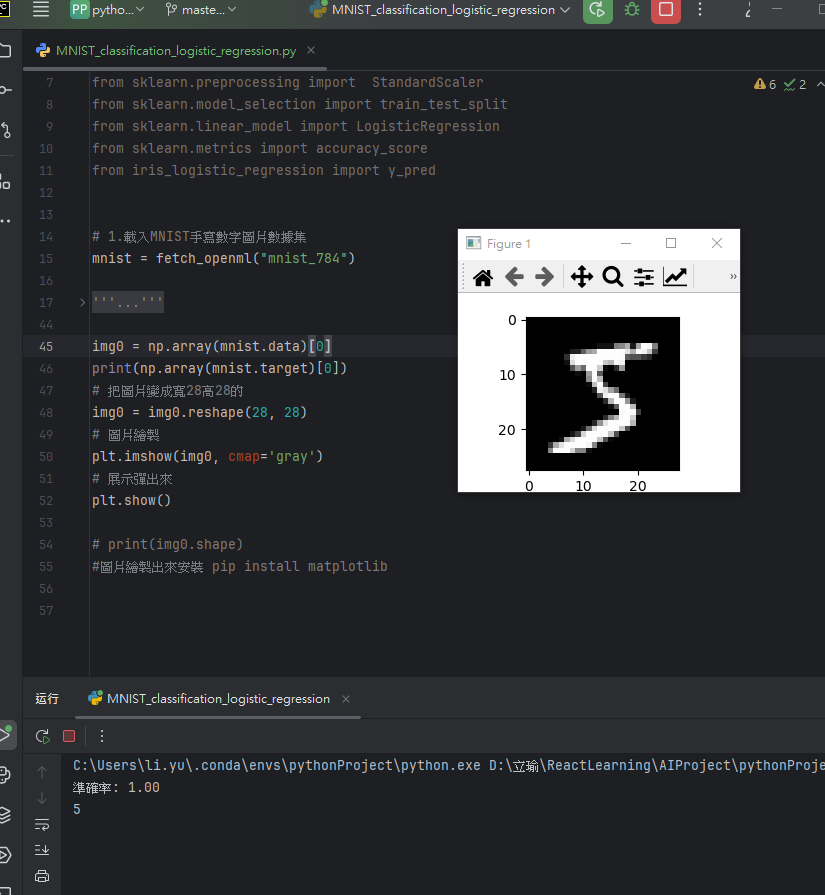 PP pytho...
maste...
MNIST_classification_logistic_regression
MNIST_classification_logistic_regression.py
6 2
7 from sklearn.preprocessing import  StandardScaler
8 from sklearn.model_selection import train_test_split
9 from sklearn.linear_model import LogisticRegression
10 from sklearn.metrics import accuracy_score
11 from iris_logistic_regression import y_pred
12
13
14 # 1.載入MNIST手寫數字圖片數據集
15 mnist = fetch_openml("mnist_784")
16
17 '''...'''
44
45 img0 = np.array(mnist.data)[0]
46 print(np.array(mnist.target)[0])
47 # 把圖片變成寬28高28的
48 img0 = img0.reshape(28, 28)
49 # 圖片繪製
50 plt.imshow(img0, cmap='gray')
51 # 展示彈出來
52 plt.show()
53
54 # print(img0.shape)
55 #圖片繪製出來安裝 pip install matplotlib
56
57
Figure 1
0
10
20
0 10 20
运行 MNIST_classification_logistic_regression
C:\Users\li.yu\.conda\envs\pythonProject\python.exe D:\立瑜\ReactLearning\AIProject\pythonProje
準確率: 1.00
5